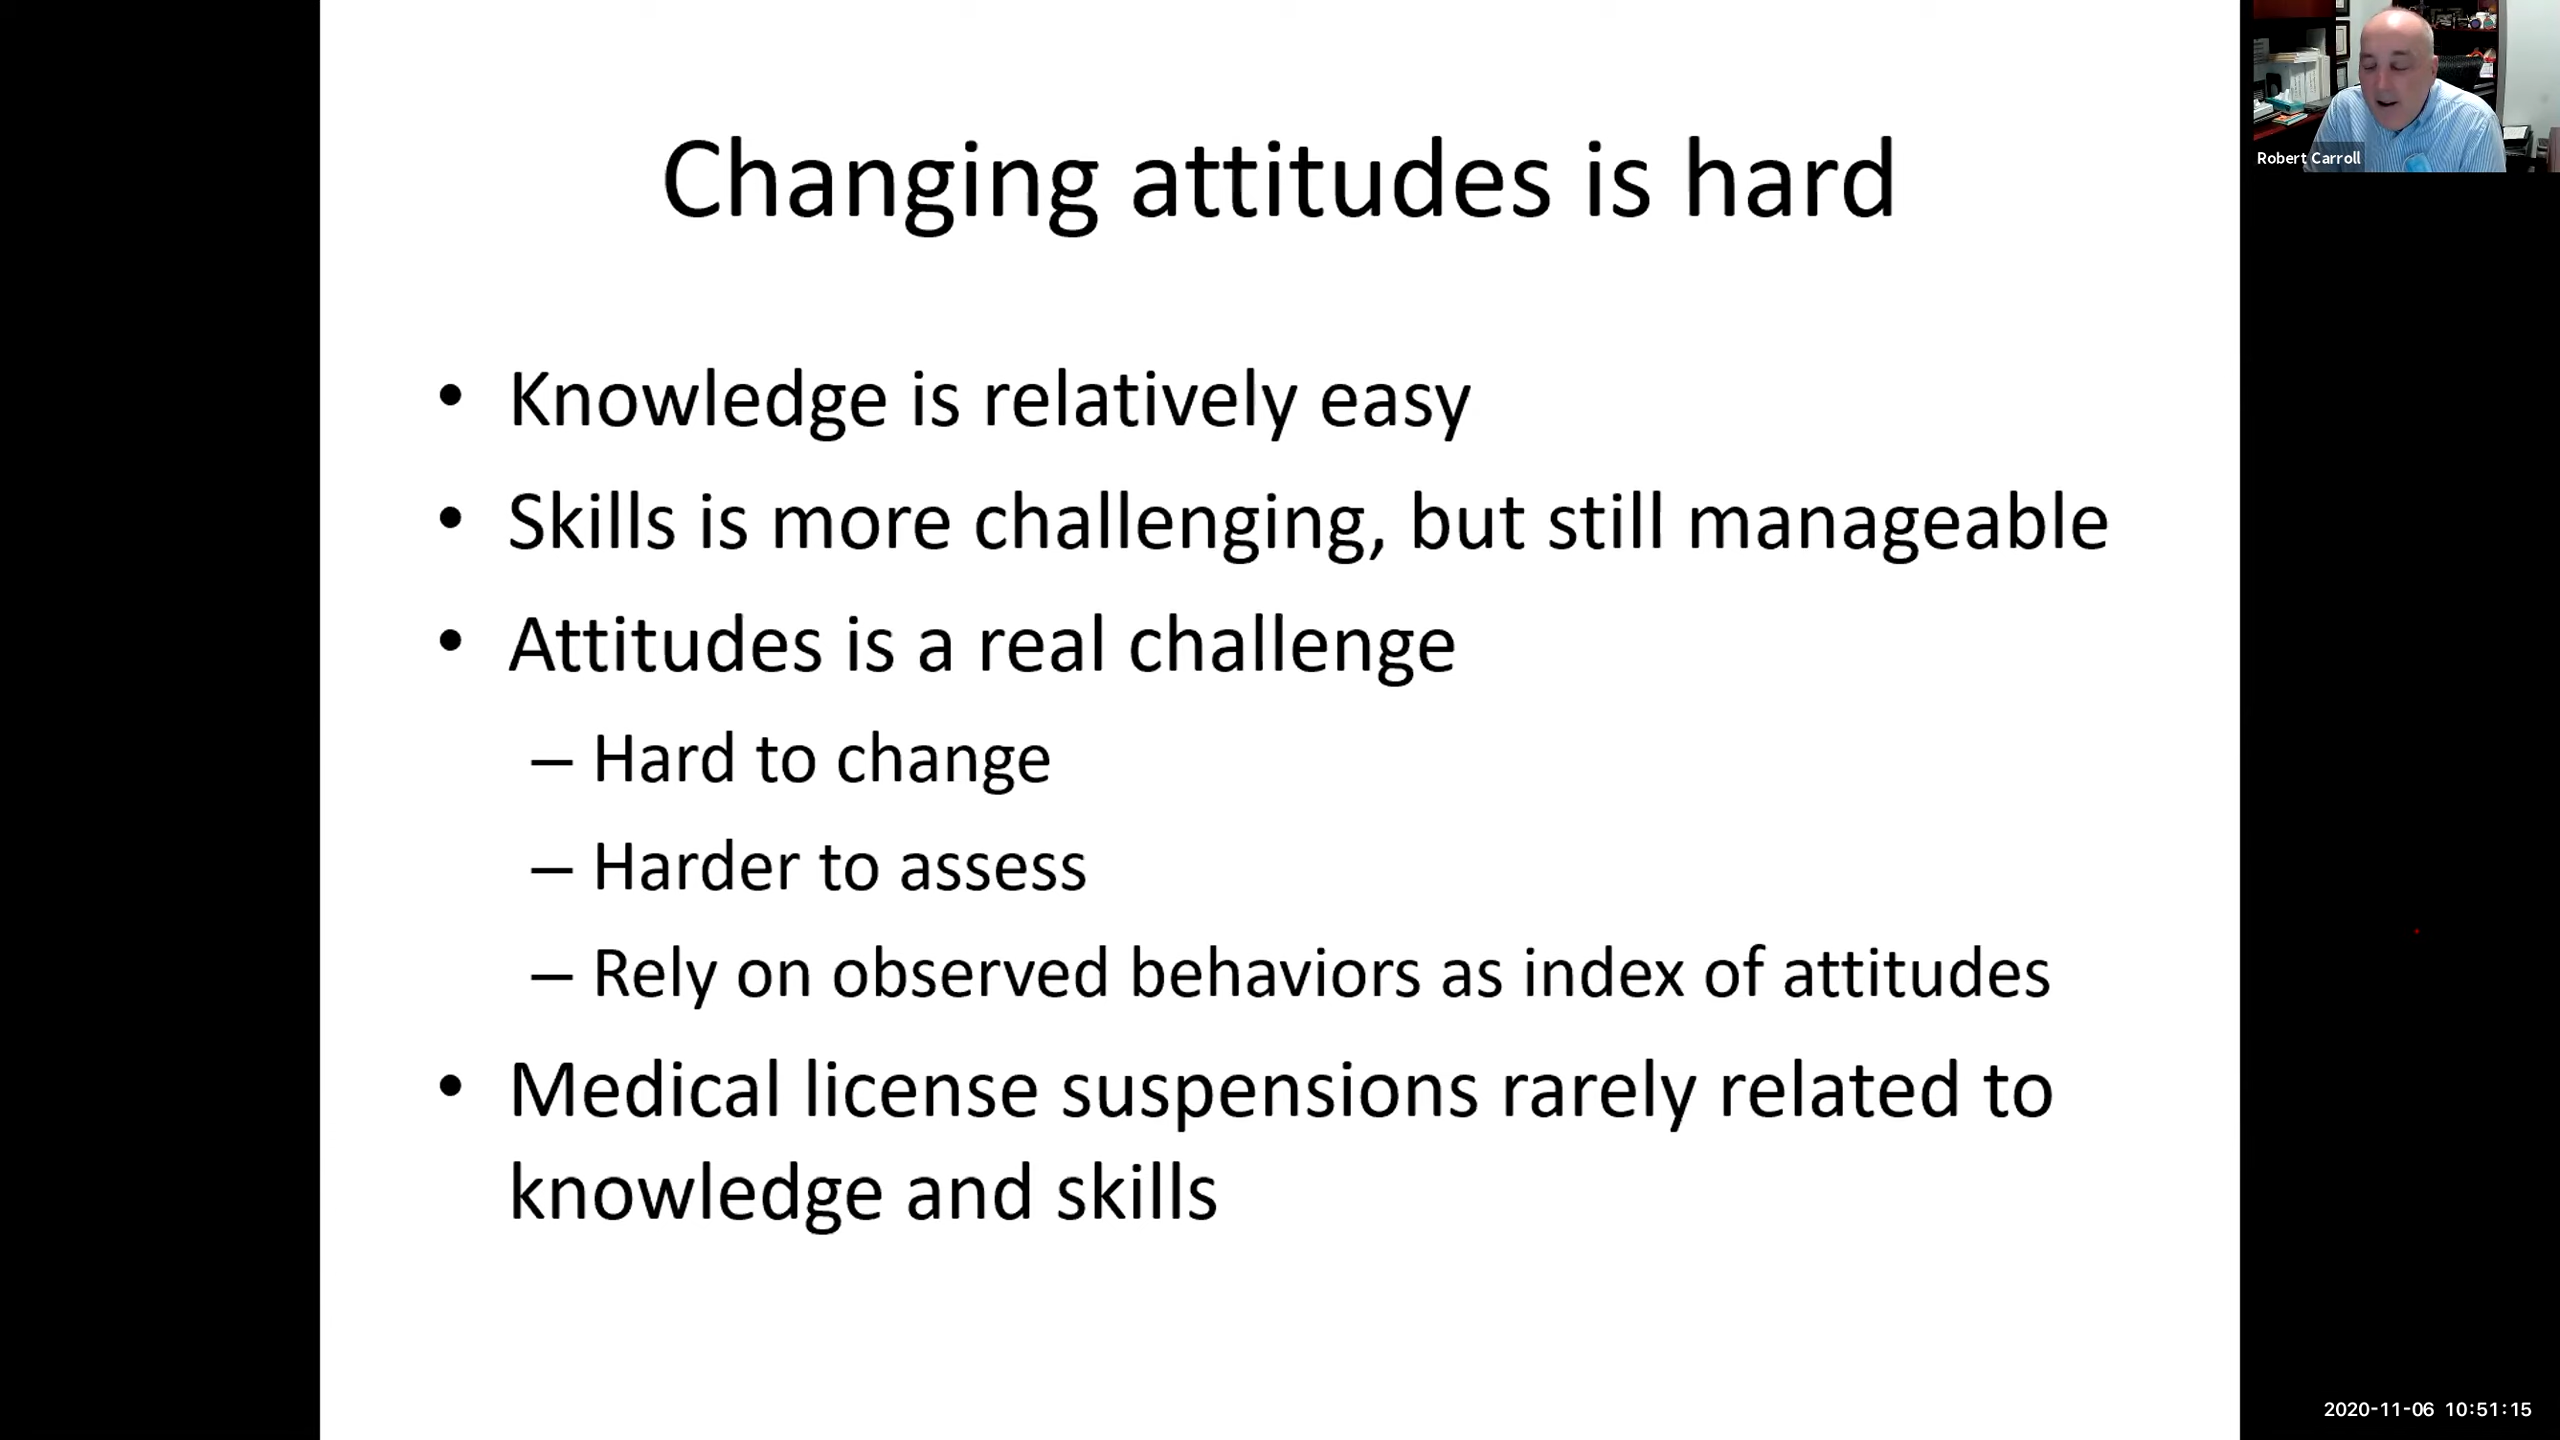 Changing attitudes is hard
• Knowledge is relatively easy
• Skills is more challenging, but still manageable
• Attitudes is a real challenge
– Hard to change
– Harder to assess
– Rely on observed behaviors as index of attitudes
• Medical license suspensions rarely related to
knowledge and skills
Robert Carroll
2020-11-06 10:51:15